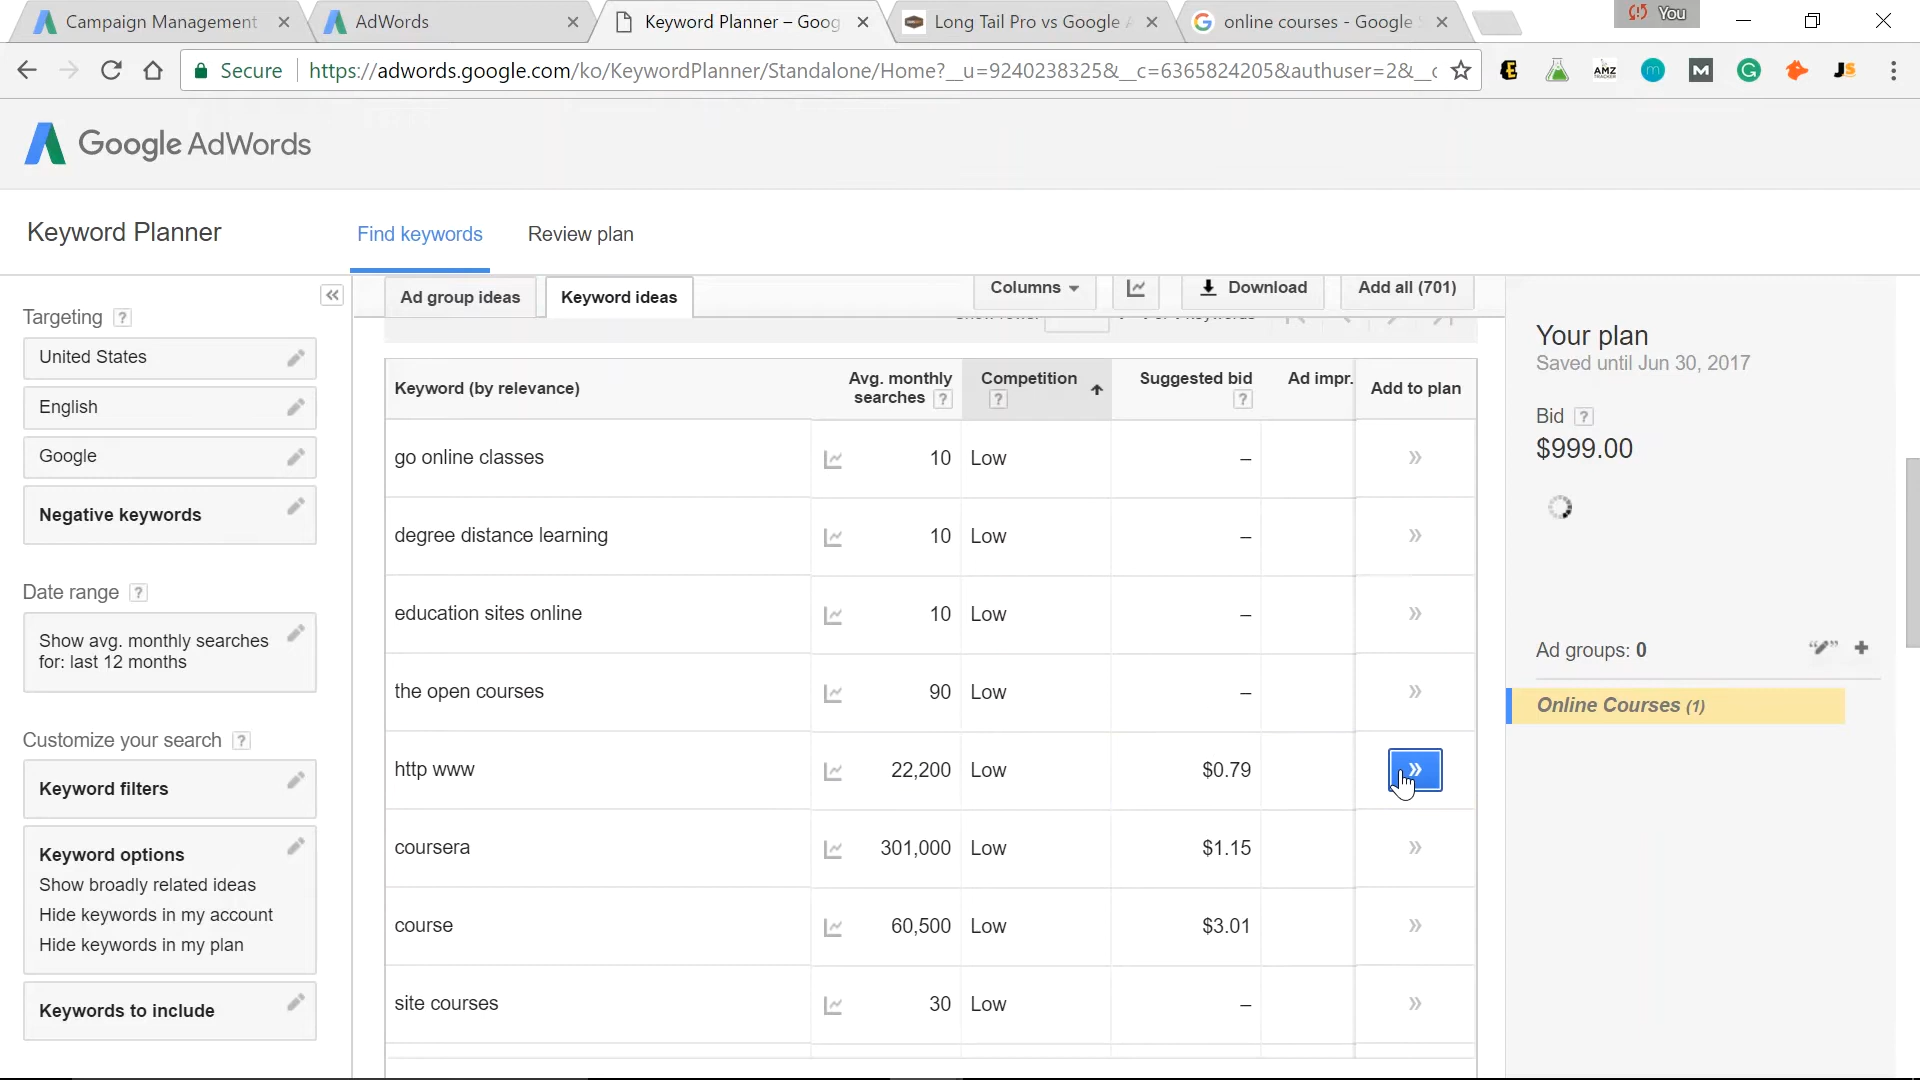 Campaign Management
AdWords
Keyword Planner – Goog
Long Tail Pro vs Google
online courses - Google
You
Secure
https://adwords.google.com/ko/KeywordPlanner/Standalone/Home?__u=9240238325&__c=6365824205&authuser=2&__c
Google AdWords
Keyword Planner
Find keywords
Review plan
Ad group ideas
Keyword ideas
Columns
Download
Add all (701)
Targeting ?
United States
English
Google
Negative keywords
Date range ?
Show avg. monthly searches
for: last 12 months
Customize your search ?
Keyword filters
Keyword options
Show broadly related ideas
Hide keywords in my account
Hide keywords in my plan
Keywords to include
Keyword (by relevance)
Avg. monthly
searches ?
Competition
?
Suggested bid
?
Ad impr.
Add to plan
go online classes 10 Low – »
degree distance learning 10 Low – »
education sites online 10 Low – »
the open courses 90 Low – »
http www 22,200 Low $0.79 »
coursera 301,000 Low $1.15 »
course 60,500 Low $3.01 »
site courses 30 Low – »
Your plan
Saved until Jun 30, 2017
Bid ?
$999.00
Ad groups: 0
Online Courses (1)